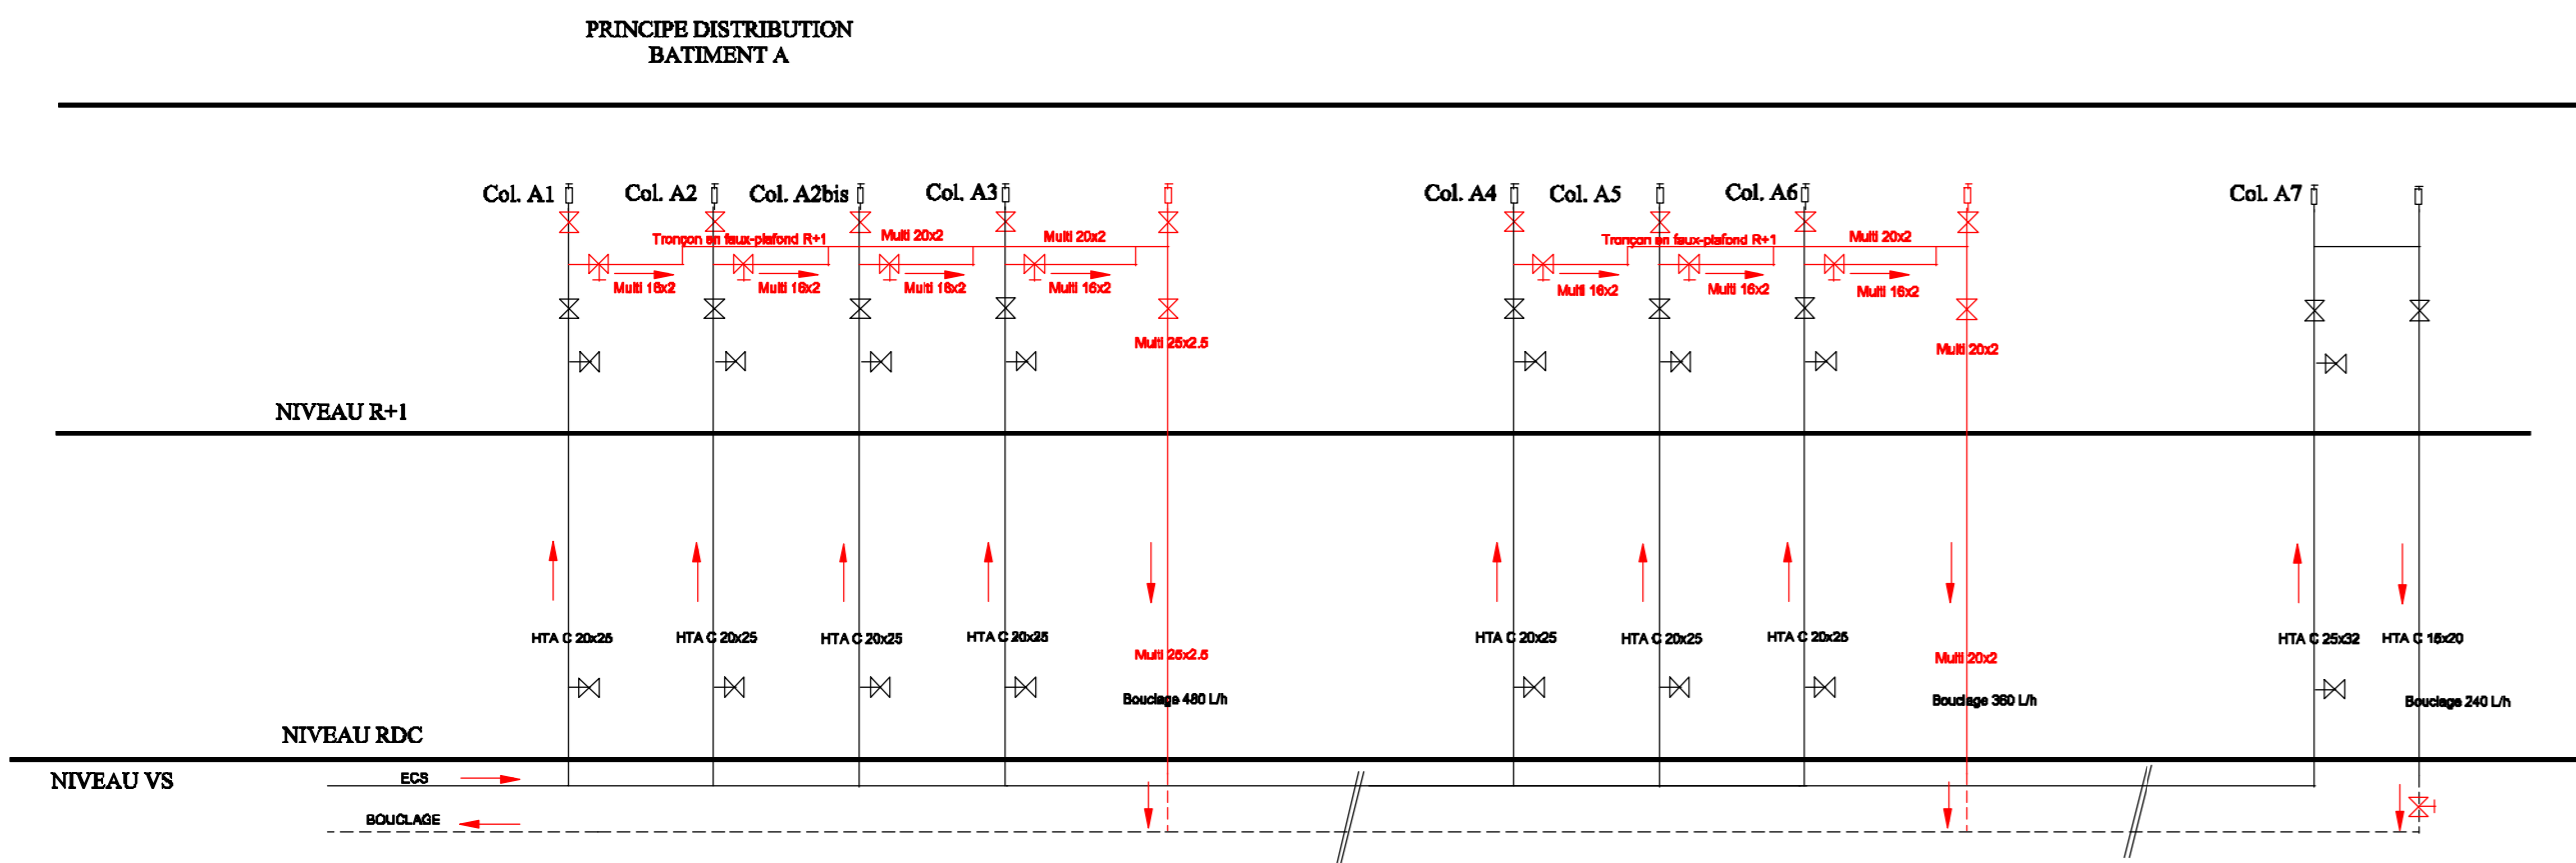 PRINCIPE DISTRIBUTION
BATIMENT A
Col. A1
Col. A2
Col. A2bis
Col. A3
Col. A4
Col. A5
Col. A6
Col. A7
Tronçon en faux-plafond R+1
Multi 20x2
Multi 20x2
Tronçon en faux-plafond R+1
Multi 20x2
Multi 16x2
Multi 16x2
Multi 16x2
Multi 16x2
Multi 16x2
Multi 16x2
Multi 16x2
Multi 25x2.5
Multi 20x2
NIVEAU R+1
HTA C 20x25
HTA C 20x25
HTA C 20x25
HTA C 20x25
HTA C 20x25
HTA C 20x25
HTA C 20x25
HTA C 25x32
HTA C 15x20
Multi 25x2.5
Multi 20x2
Bouclage 480 L/h
Bouclage 360 L/h
Bouclage 240 L/h
NIVEAU RDC
NIVEAU VS
ECS
BOUCLAGE